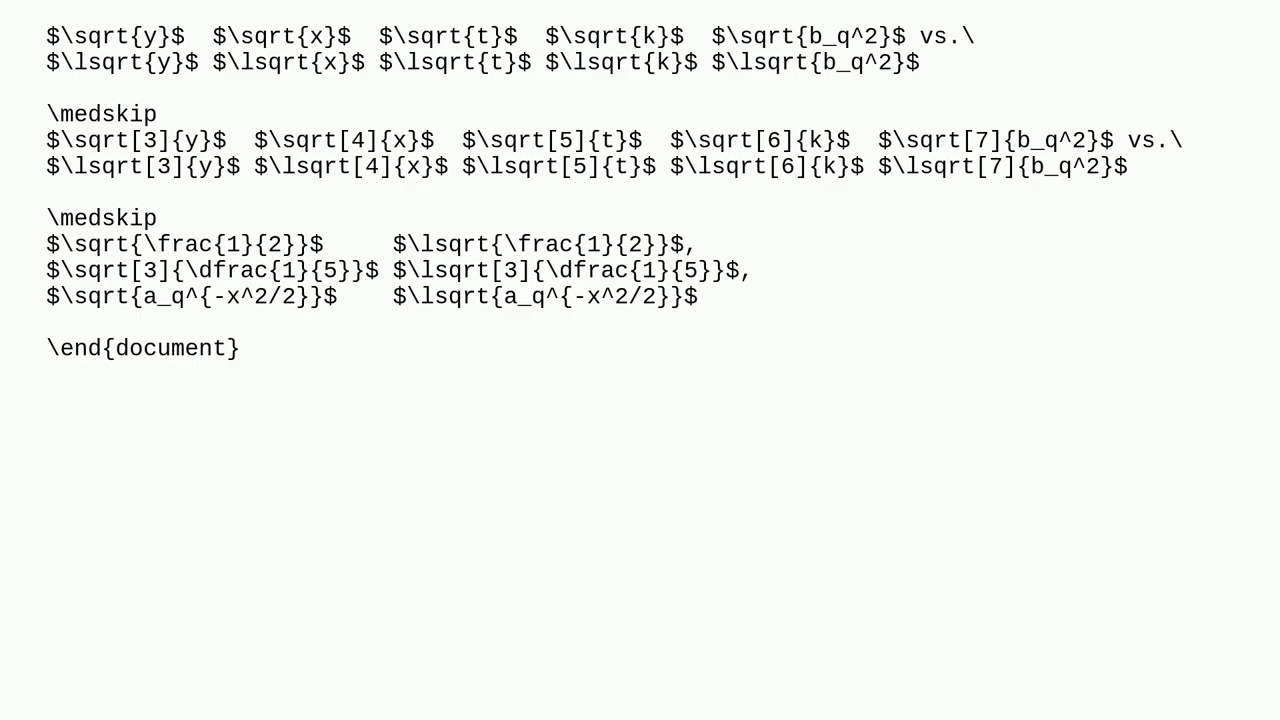 $\sqrt{y}$  $\sqrt{x}$  $\sqrt{t}$  $\sqrt{k}$  $\sqrt{b_q^2}$ vs.\
$\lsqrt{y}$ $\lsqrt{x}$ $\lsqrt{t}$ $\lsqrt{k}$ $\lsqrt{b_q^2}$
\medskip
$\sqrt[3]{y}$  $\sqrt[4]{x}$  $\sqrt[5]{t}$  $\sqrt[6]{k}$  $\sqrt[7]{b_q^2}$ vs.\
$\lsqrt[3]{y}$ $\lsqrt[4]{x}$ $\lsqrt[5]{t}$ $\lsqrt[6]{k}$ $\lsqrt[7]{b_q^2}$
\medskip
$\sqrt{\frac{1}{2}}$     $\lsqrt{\frac{1}{2}}$,
$\sqrt[3]{\dfrac{1}{5}}$ $\lsqrt[3]{\dfrac{1}{5}}$,
$\sqrt{a_q^{-x^2/2}}$    $\lsqrt{a_q^{-x^2/2}}$
\end{document}